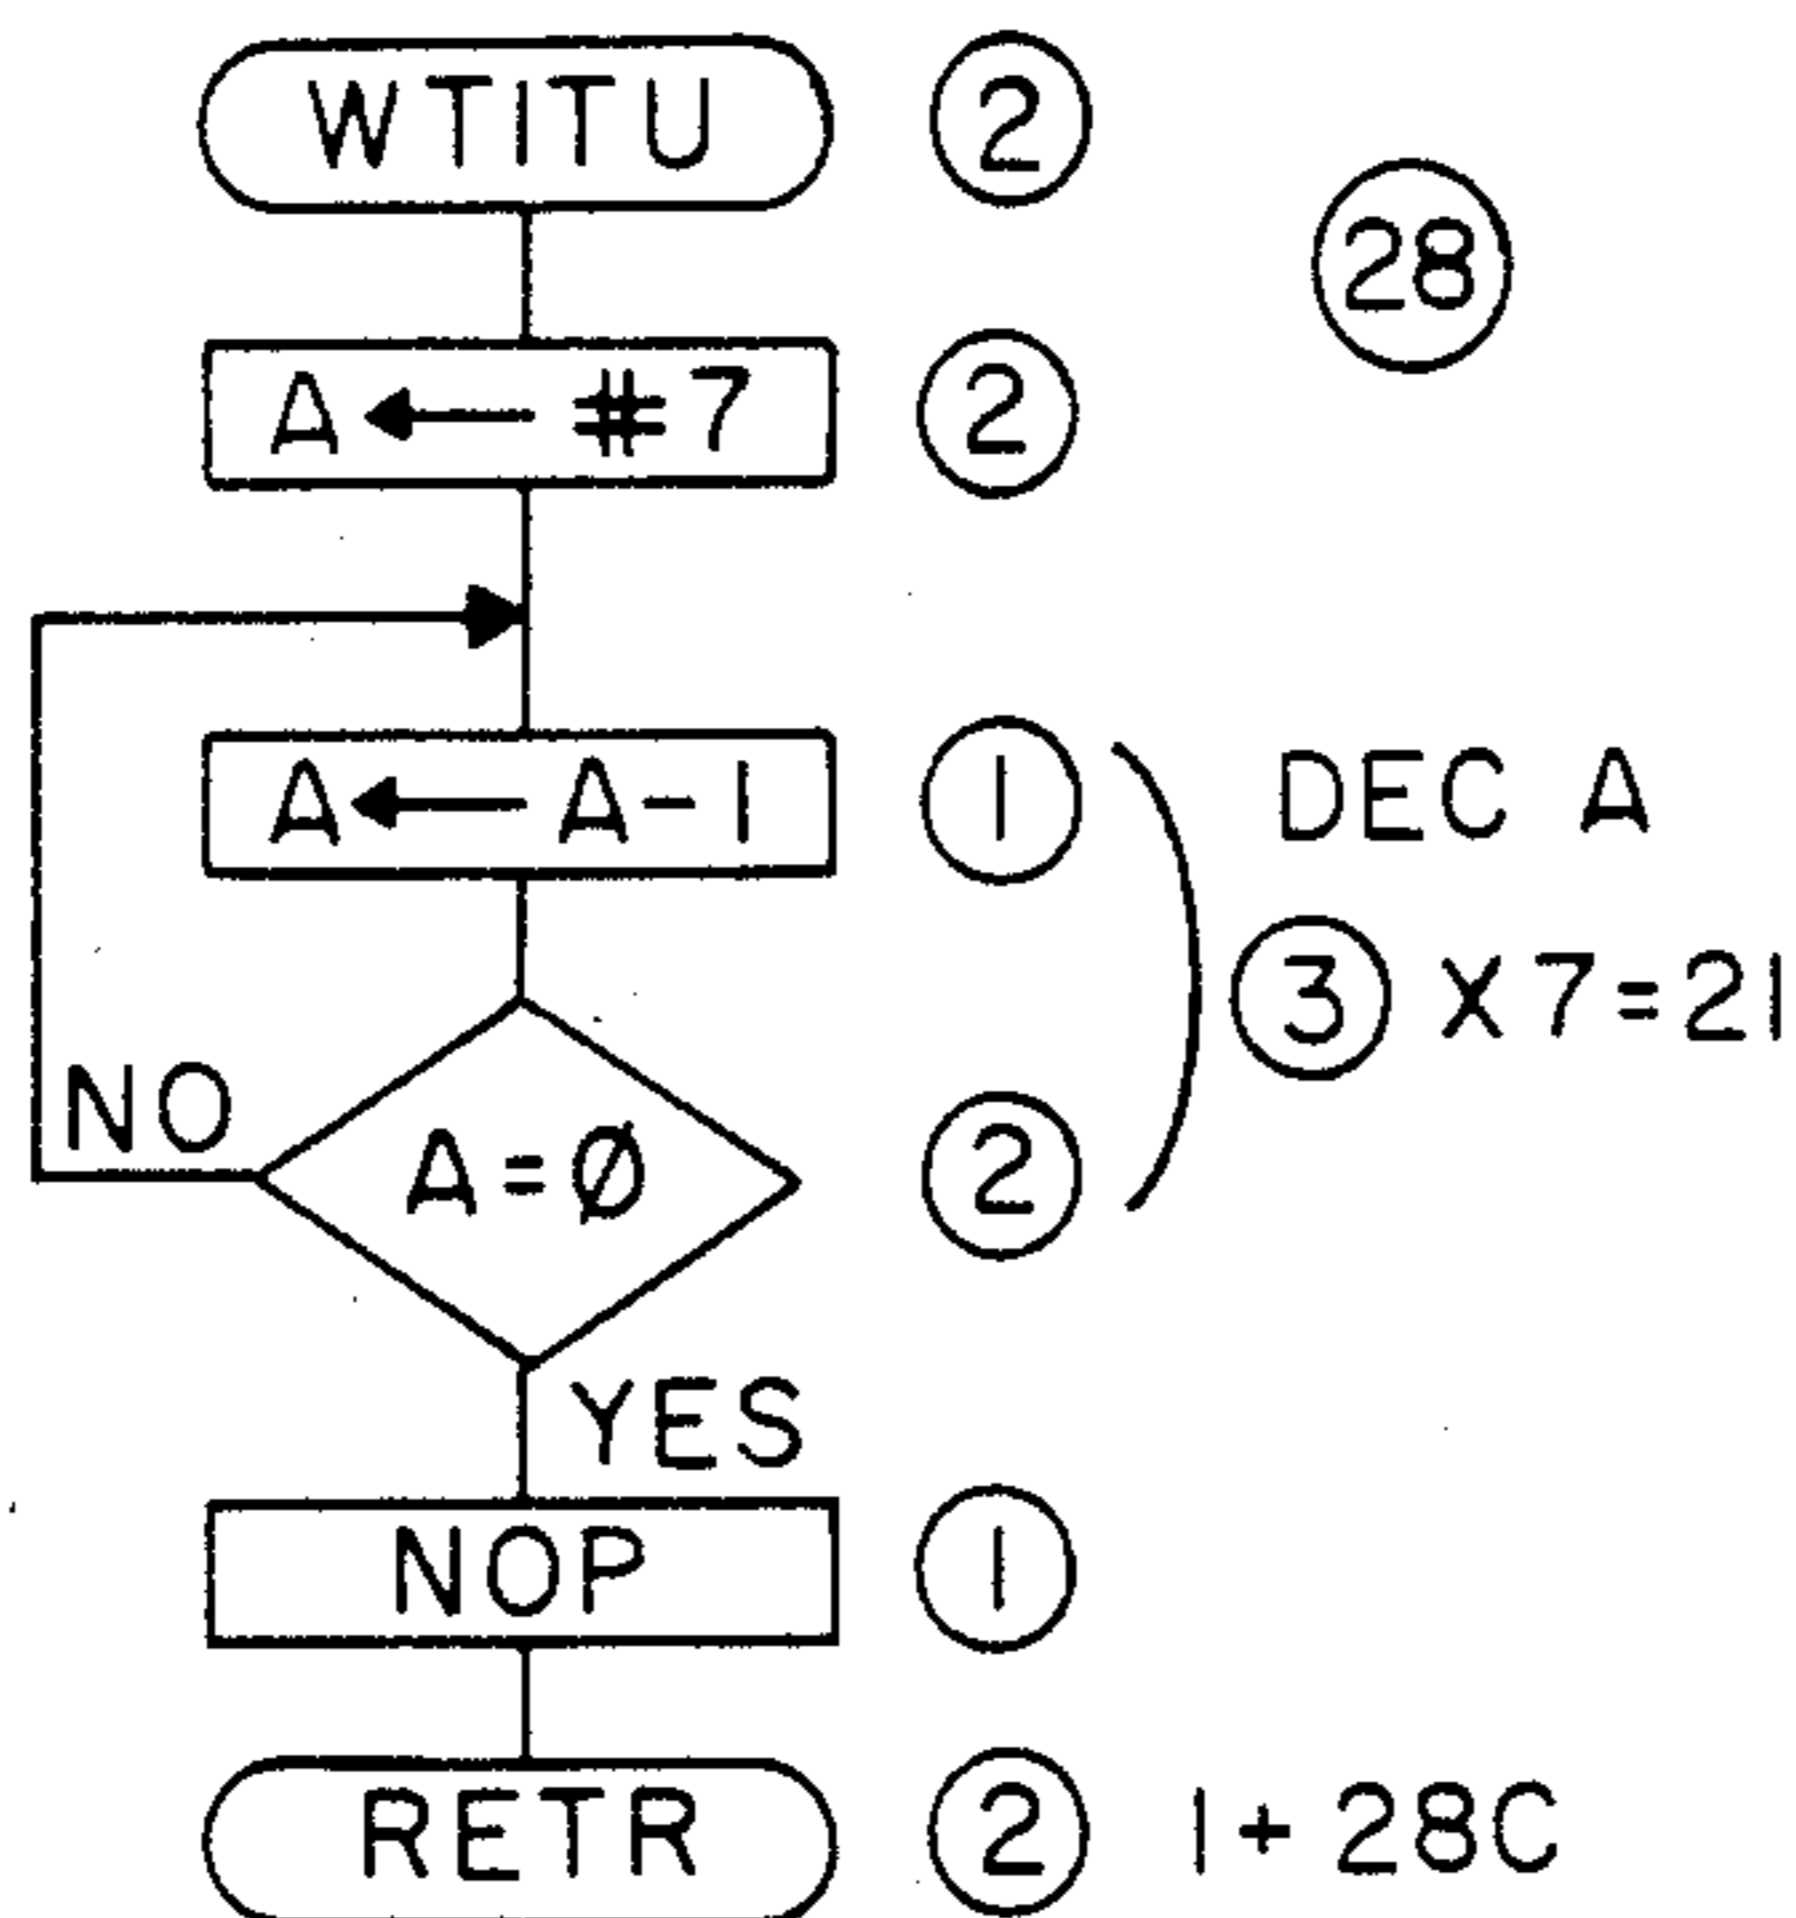 WTITU 2
28
A ← #7 2
A ← A-1 1 DEC A
3 X7=21
NO
A=Ø 2
YES
NOP 1
RETR 2 1+28C